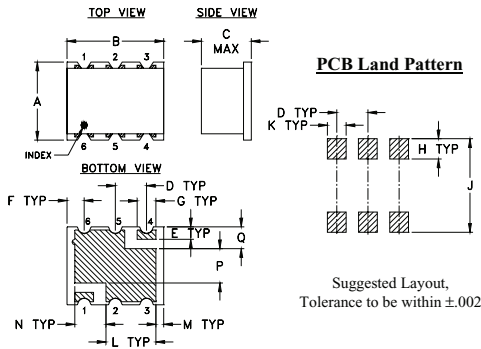 TOP VIEW
SIDE VIEW
B
C
MAX
1 2 3
A
6 5 4
INDEX
PCB Land Pattern
D TYP
K TYP
H TYP
J
BOTTOM VIEW
F TYP
D TYP
G TYP
6 5 4
E TYP
Q
P
1 2 3
N TYP
M TYP
L TYP
Suggested Layout,
Tolerance to be within ±.002